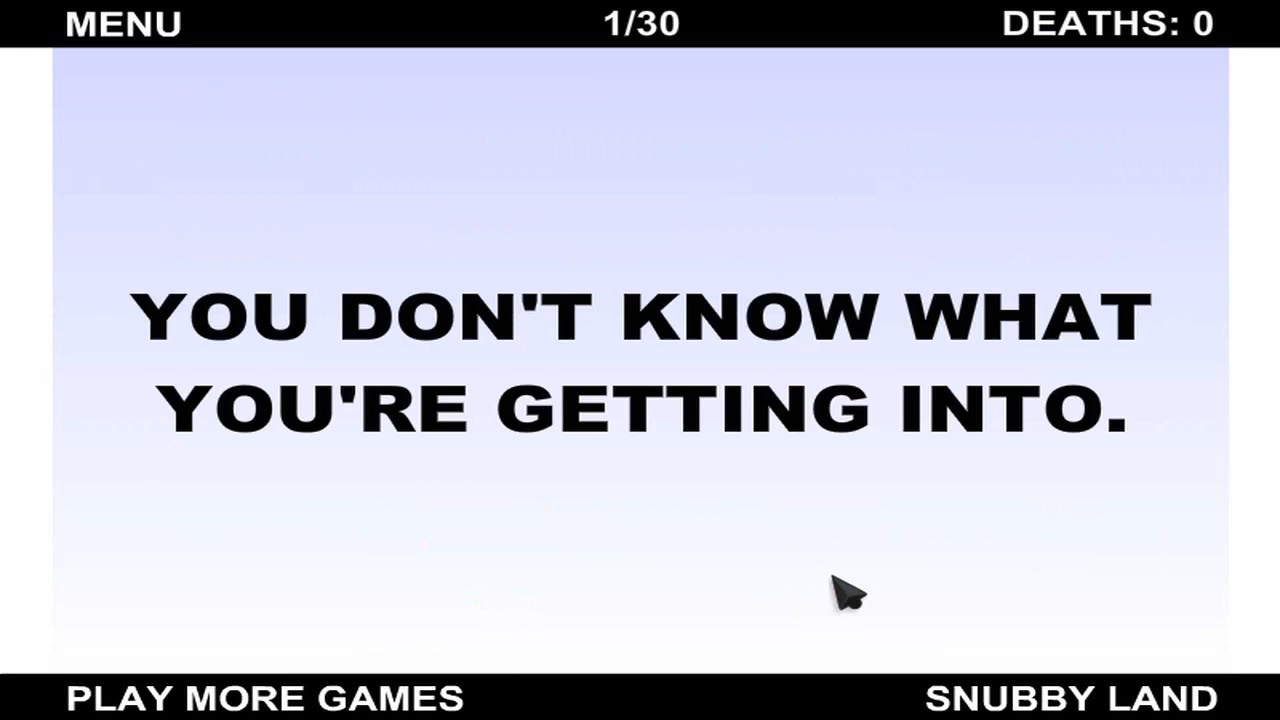 MENU 1/30 DEATHS: 0
YOU DON'T KNOW WHAT
YOU'RE GETTING INTO.
PLAY MORE GAMES SNUBBY LAND